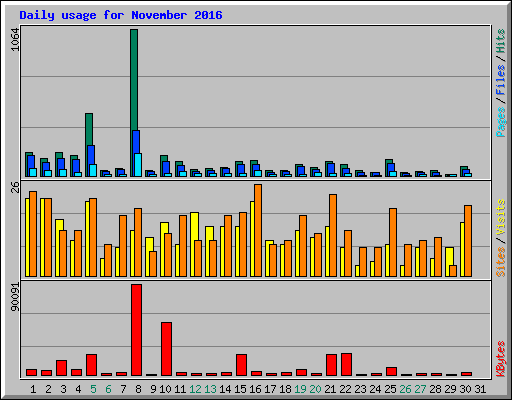 Daily usage for November 2016
1064
Pages / Files / Hits
26
Sites / Visits
90091
KBytes
1 2 3 4 5 6 7 8 9 10 11 12 13 14 15 16 17 18 19 20 21 22 23 24 25 26 27 28 29 30 31